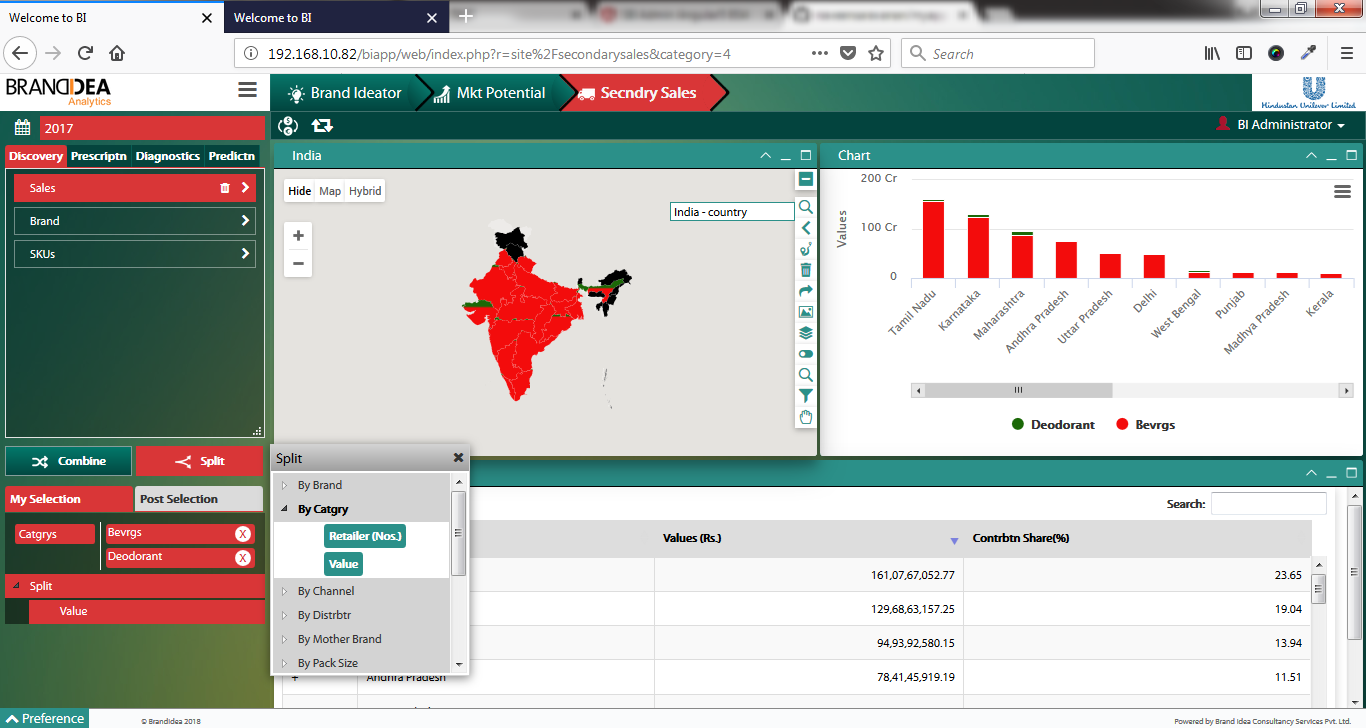 Welcome to BI
Welcome to BI
192.168.10.82/biapp/web/index.php?r=site%2Fsecondarysales&category=4
Search
BRANDIDEA
Analytics
Brand Ideator
Mkt Potential
Secndry Sales
Hindustan Unilever Limited
2017
BI Administrator
Discovery
Prescriptn
Diagnostics
Predictn
Sales
Brand
SKUs
India
Hide
Map
Hybrid
India - country
+
−
Chart
Values
200 Cr
100 Cr
0
Tamil Nadu
Karnataka
Maharashtra
Andhra Pradesh
Uttar Pradesh
Delhi
West Bengal
Punjab
Madhya Pradesh
Kerala
Deodorant
Bevrgs
Combine
Split
My Selection
Post Selection
Catgrys
Bevrgs
Deodorant
Split
Value
Split
By Brand
By Catgry
Retailer (Nos.)
Value
By Channel
By Distrbtr
By Mother Brand
By Pack Size
Search:
Values (Rs.)
Contrbtn Share(%)
161,07,67,052.77
23.65
129,68,63,157.25
19.04
94,93,92,580.15
13.94
+
Andhra Pradesh
78,41,45,919.19
11.51
Preference
© Brandidea 2018
Powered by Brand Idea Consultancy Services Pvt. Ltd.